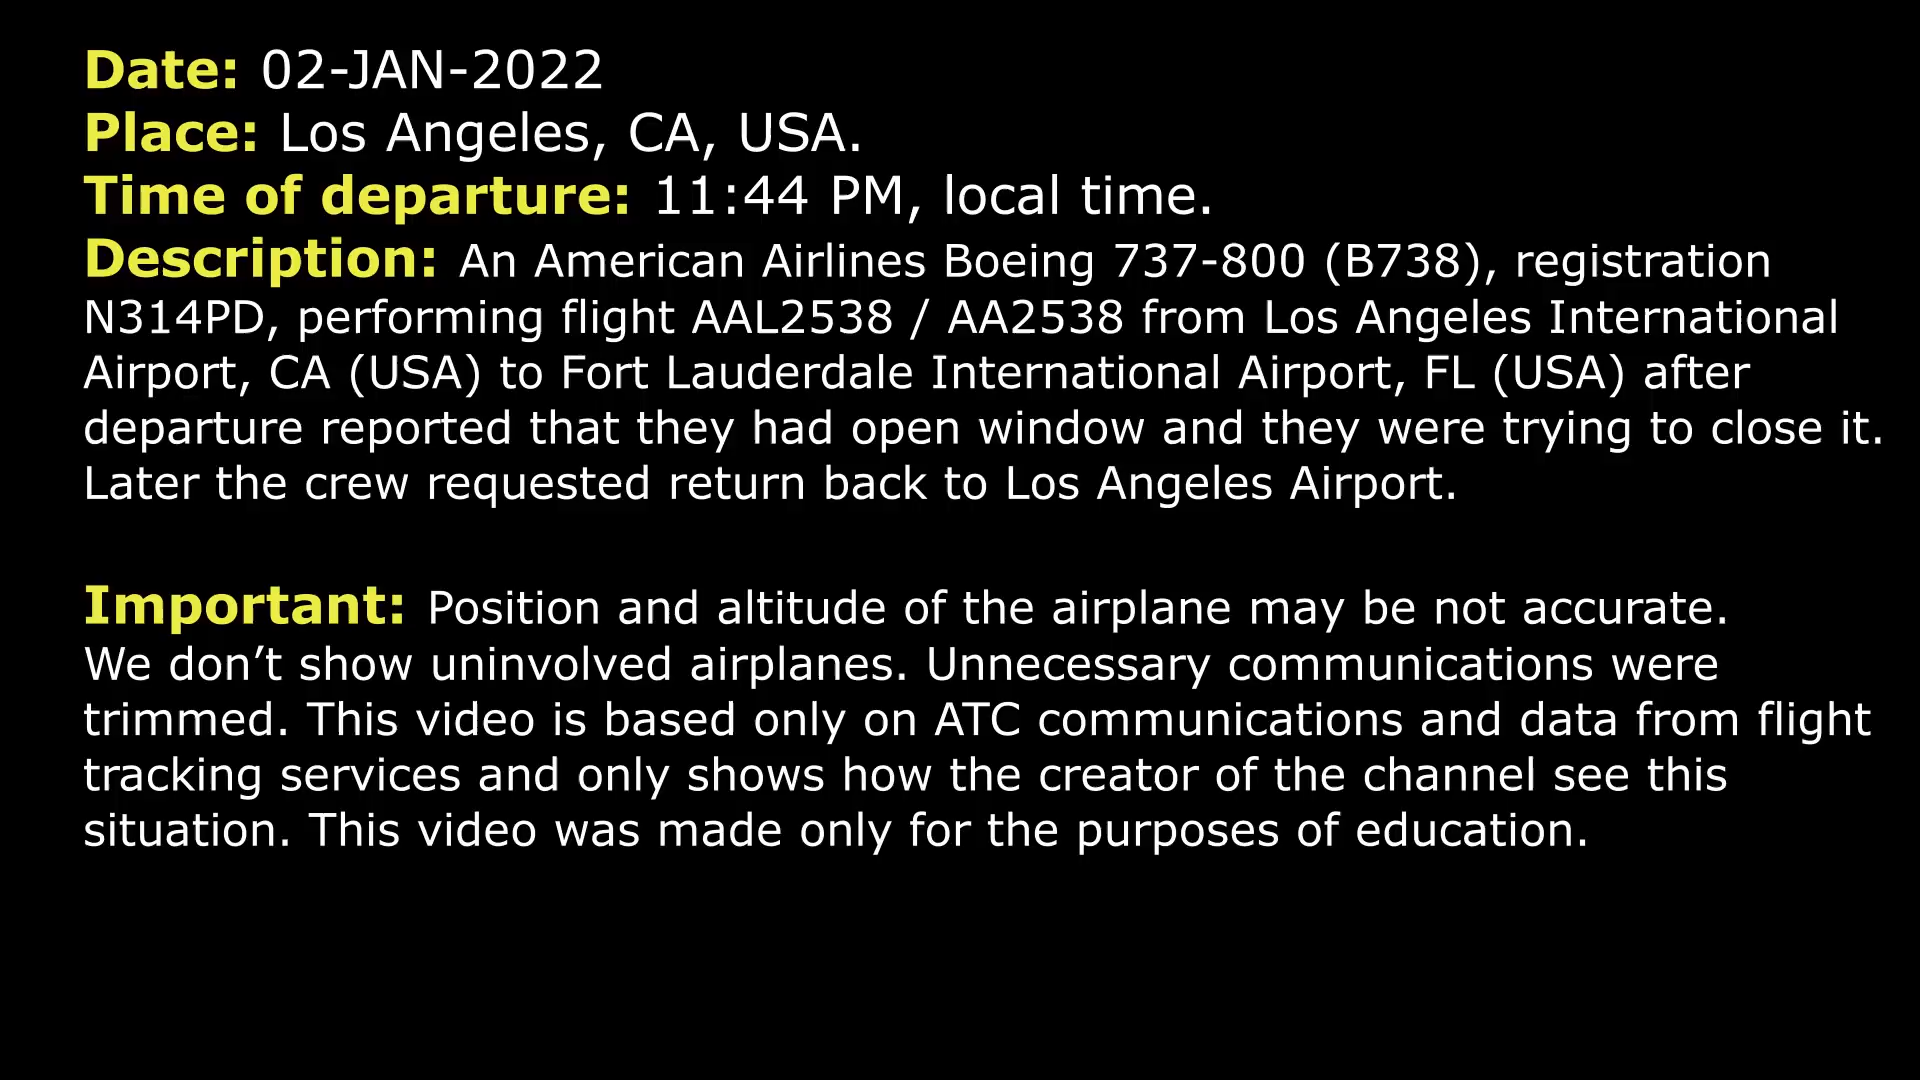 Date: 02-JAN-2022
Place: Los Angeles, CA, USA.
Time of departure: 11:44 PM, local time.
Description: An American Airlines Boeing 737-800 (B738), registration
N314PD, performing flight AAL2538 / AA2538 from Los Angeles International
Airport, CA (USA) to Fort Lauderdale International Airport, FL (USA) after
departure reported that they had open window and they were trying to close it.
Later the crew requested return back to Los Angeles Airport.
Important: Position and altitude of the airplane may be not accurate.
We don’t show uninvolved airplanes. Unnecessary communications were
trimmed. This video is based only on ATC communications and data from flight
tracking services and only shows how the creator of the channel see this
situation. This video was made only for the purposes of education.